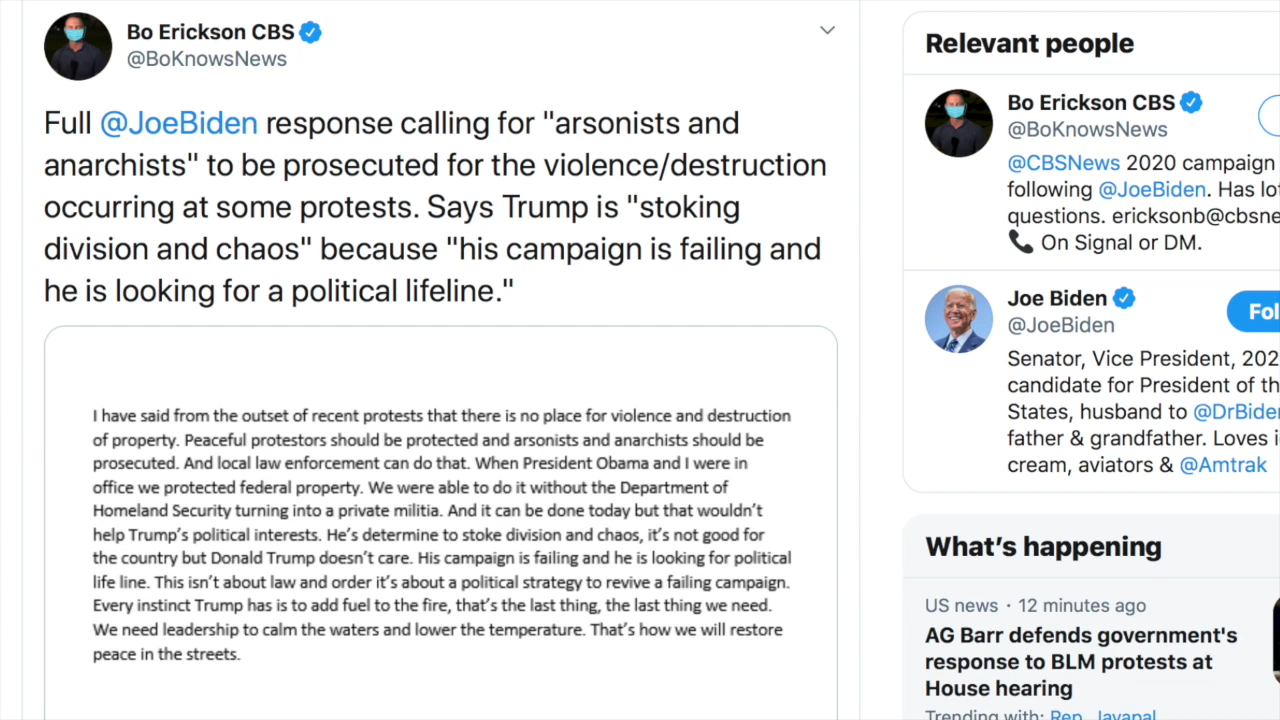 Bo Erickson CBS
@BoKnowsNews
Full @JoeBiden response calling for "arsonists and
anarchists" to be prosecuted for the violence/destruction
occurring at some protests. Says Trump is "stoking
division and chaos" because "his campaign is failing and
he is looking for a political lifeline."
I have said from the outset of recent protests that there is no place for violence and destruction
of property. Peaceful protestors should be protected and arsonists and anarchists should be
prosecuted. And local law enforcement can do that. When President Obama and I were in
office we protected federal property. We were able to do it without the Department of
Homeland Security turning into a private militia. And it can be done today but that wouldn't
help Trump's political interests. He's determine to stoke division and chaos, it's not good for
the country but Donald Trump doesn't care. His campaign is failing and he is looking for political
life line. This isn't about law and order it's about a political strategy to revive a failing campaign.
Every instinct Trump has is to add fuel to the fire, that's the last thing, the last thing we need.
We need leadership to calm the waters and lower the temperature. That's how we will restore
peace in the streets.
Relevant people
Bo Erickson CBS
@BoKnowsNews
@CBSNews 2020 campaign
following @JoeBiden. Has lo
questions. ericksonb@cbsne
On Signal or DM.
Joe Biden
@JoeBiden
Fol
Senator, Vice President, 202
candidate for President of th
States, husband to @DrBide
father & grandfather. Loves i
cream, aviators & @Amtrak
What's happening
US news · 12 minutes ago
AG Barr defends government's
response to BLM protests at
House hearing
Trending with: Rep. Jayapal